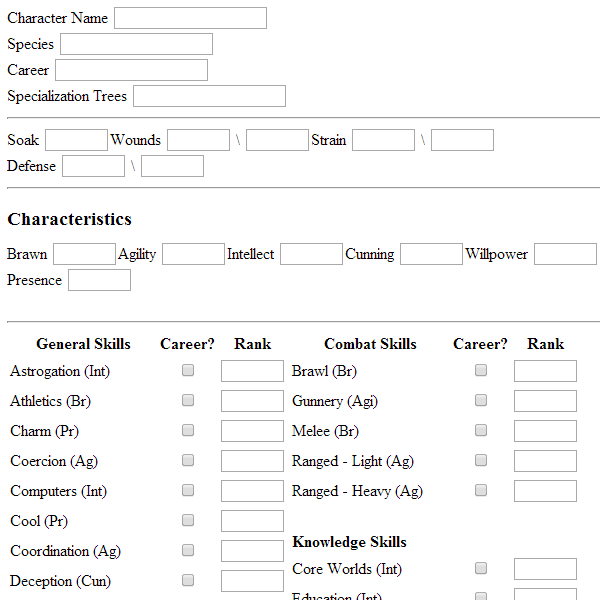 Character Name
Species
Career
Specialization Trees
Soak Wounds \ Strain \
Defense \
Characteristics
Brawn Agility Intellect Cunning Willpower
Presence
General Skills Career? Rank Combat Skills Career? Rank
Astrogation (Int) Brawl (Br)
Athletics (Br) Gunnery (Agi)
Charm (Pr) Melee (Br)
Coercion (Ag) Ranged - Light (Ag)
Computers (Int) Ranged - Heavy (Ag)
Cool (Pr)
Knowledge Skills
Coordination (Ag)
Core Worlds (Int)
Deception (Cun)
Education (Int)